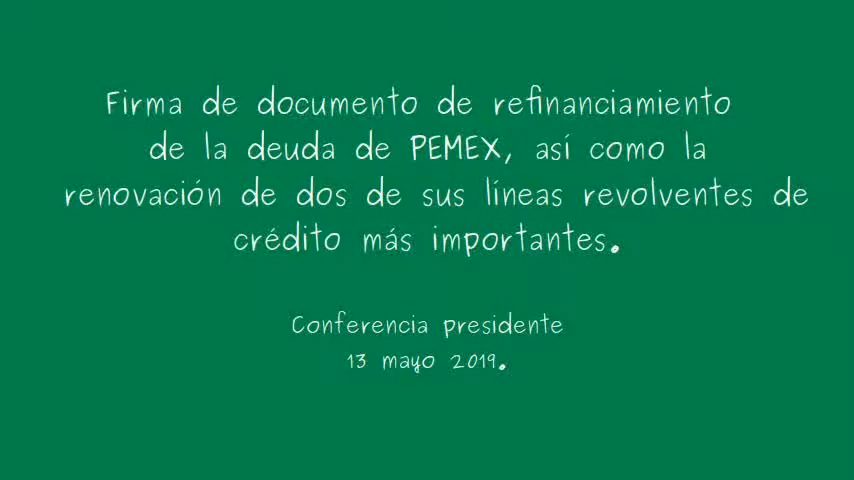 Firma de documento de refinanciamiento
de la deuda de PEMEX, así como la
renovación de dos de sus líneas revolventes de
crédito más importantes.
Conferencia presidente
13 mayo 2019.